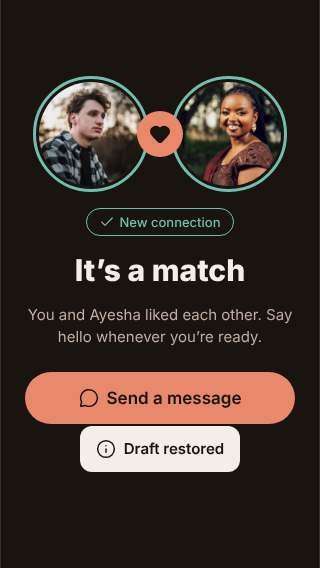 New connection
It’s a match
You and Ayesha liked each other. Say
hello whenever you’re ready.
Send a message
Draft restored